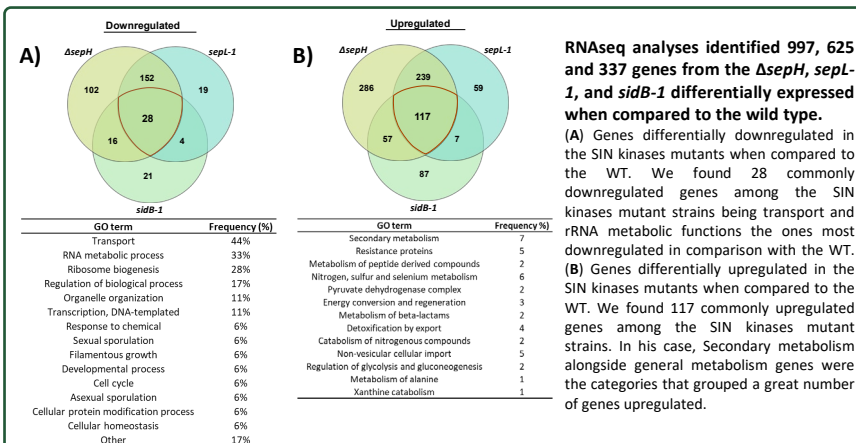 Downregulated
A)
ΔsepH
sepL-1
152
102
19
28
16
4
21
sidB-1
GO term Frequency (%)
Transport 44%
RNA metabolic process 33%
Ribosome biogenesis 28%
Regulation of biological process 17%
Organelle organization 11%
Transcription, DNA-templated 11%
Response to chemical 6%
Sexual sporulation 6%
Filamentous growth 6%
Developmental process 6%
Cell cycle 6%
Asexual sporulation 6%
Cellular protein modification process 6%
Cellular homeostasis 6%
Other 17%
Upregulated
B)
ΔsepH
sepL-1
239
286
59
117
57
7
87
sidB-1
GO term Frequency %)
Secondary metabolism 7
Resistance proteins 5
Metabolism of peptide derived compounds 2
Nitrogen, sulfur and selenium metabolism 6
Pyruvate dehydrogenase complex 2
Energy conversion and regeneration 3
Metabolism of beta-lactams 2
Detoxification by export 4
Catabolism of nitrogenous compounds 2
Non-vesicular cellular import 5
Regulation of glycolysis and gluconeogenesis 2
Metabolism of alanine 1
Xanthine catabolism 1
RNAseq analyses identified 997, 625
and 337 genes from the ΔsepH, sepL-
1, and sidB-1 differentially expressed
when compared to the wild type.
(A) Genes differentially downregulated in
the SIN kinases mutants when compared to
the WT. We found 28 commonly
downregulated genes among the SIN
kinases mutant strains being transport and
rRNA metabolic functions the ones most
downregulated in comparison with the WT.
(B) Genes differentially upregulated in the
SIN kinases mutants when compared to the
WT. We found 117 commonly upregulated
genes among the SIN kinases mutant
strains. In his case, Secondary metabolism
alongside general metabolism genes were
the categories that grouped a great number
of genes upregulated.